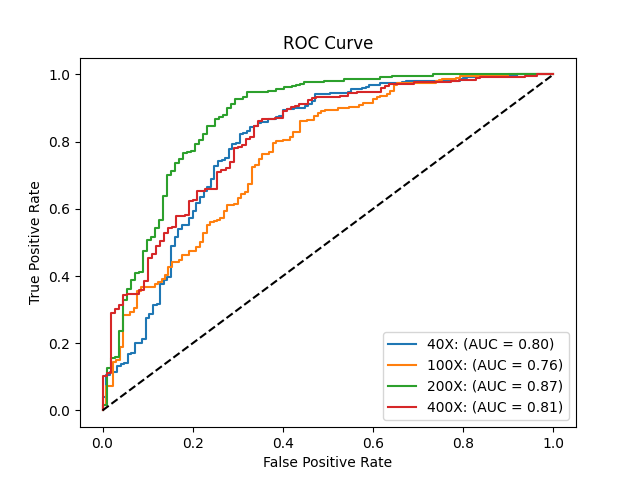 ROC Curve
True Positive Rate
1.0
0.8
0.6
0.4
0.2
0.0
40X: (AUC = 0.80)
100X: (AUC = 0.76)
200X: (AUC = 0.87)
400X: (AUC = 0.81)
0.0 0.2 0.4 0.6 0.8 1.0
False Positive Rate